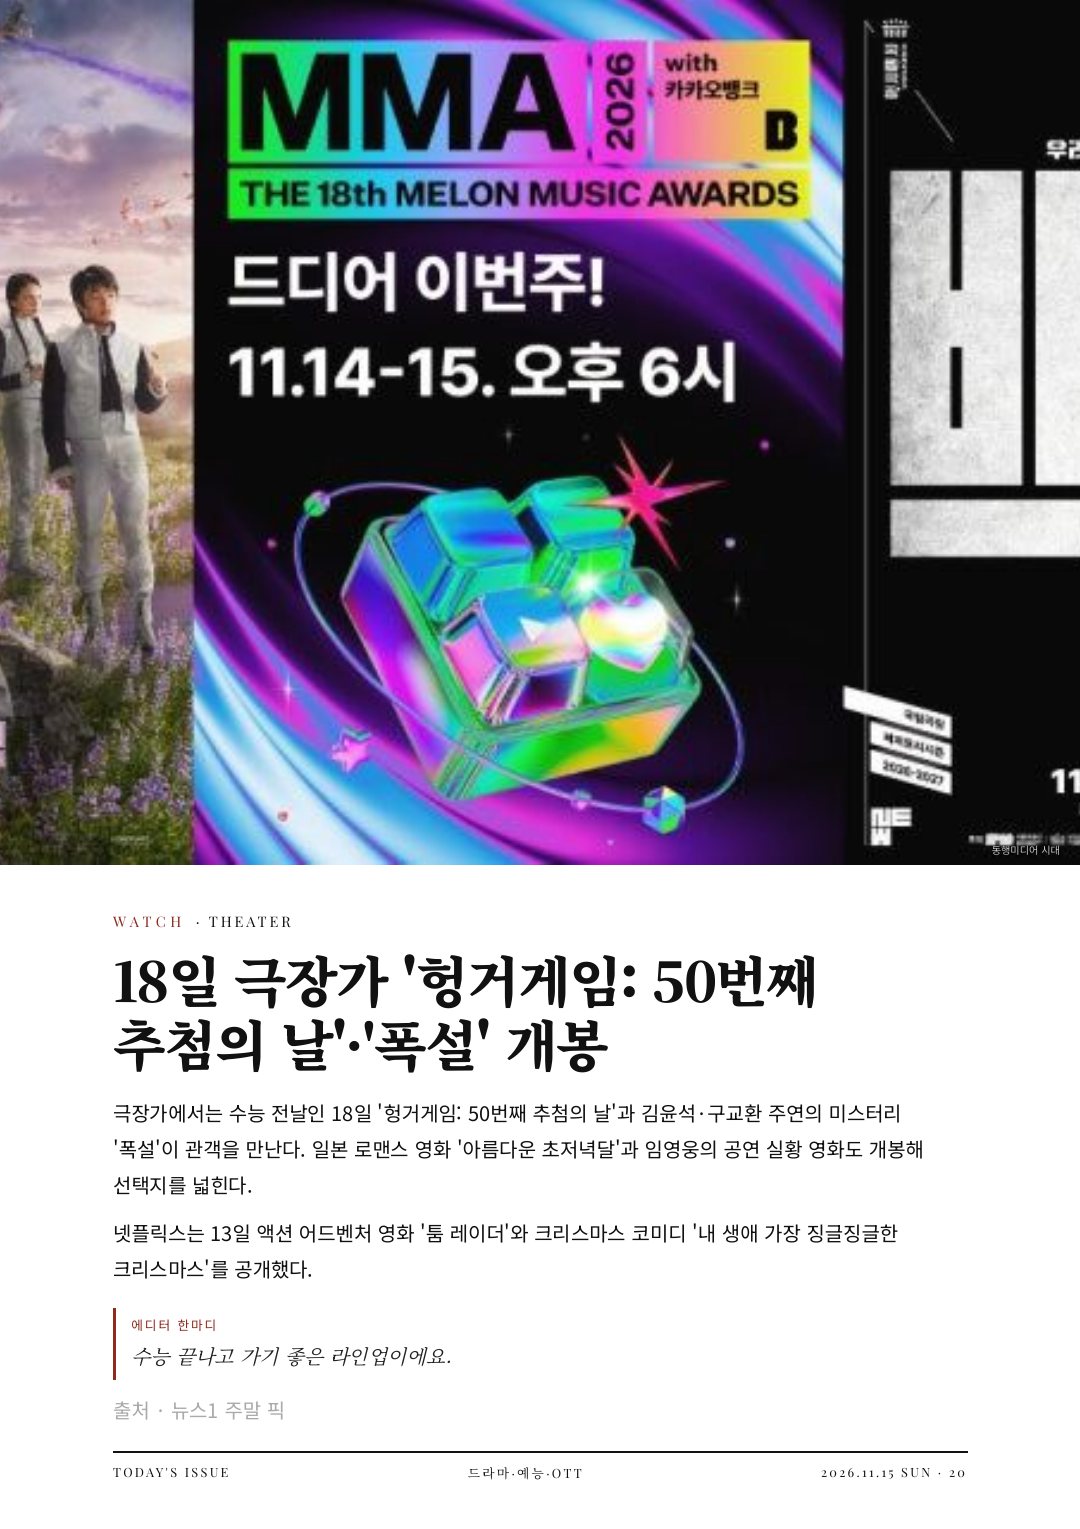 MMA 2026 with
카카오뱅크
B
THE 18th MELON MUSIC AWARDS
드디어 이번주!
11.14-15. 오후 6시
우리
벼
2026-2027
11
동행미디어 시대
WATCH · THEATER
18일 극장가 '헝거게임: 50번째
추첨의 날'·'폭설' 개봉
극장가에서는 수능 전날인 18일 '헝거게임: 50번째 추첨의 날'과 김윤석·구교환 주연의 미스터리
'폭설'이 관객을 만난다. 일본 로맨스 영화 '아름다운 초저녁달'과 임영웅의 공연 실황 영화도 개봉해
선택지를 넓힌다.
넷플릭스는 13일 액션 어드벤처 영화 '툼 레이더'와 크리스마스 코미디 '내 생애 가장 징글징글한
크리스마스'를 공개했다.
에디터 한마디
수능 끝나고 가기 좋은 라인업이에요.
출처 · 뉴스1 주말 픽
TODAY'S ISSUE
드라마·예능·OTT
2026.11.15 SUN · 20